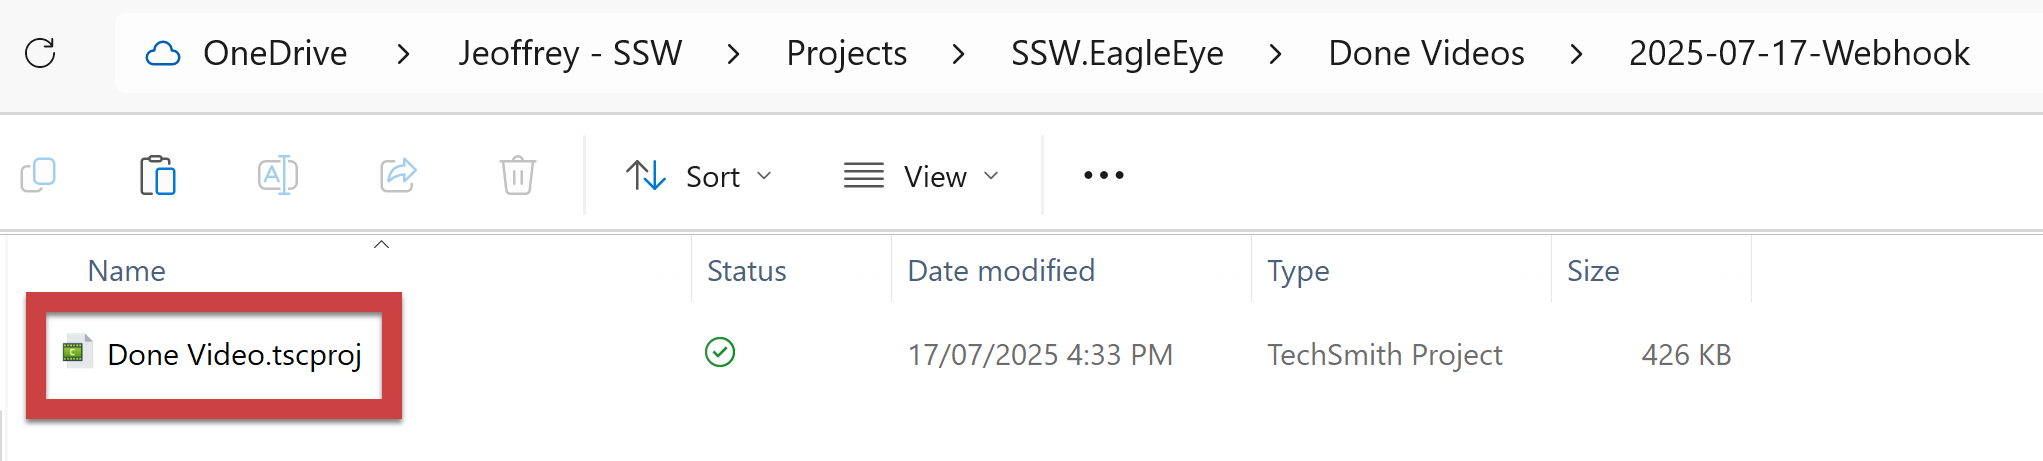 OneDrive > Jeoffrey - SSW > Projects > SSW.EagleEye > Done Videos > 2025-07-17-Webhook
Sort View
Name Status Date modified Type Size
Done Video.tscproj 17/07/2025 4:33 PM TechSmith Project 426 KB